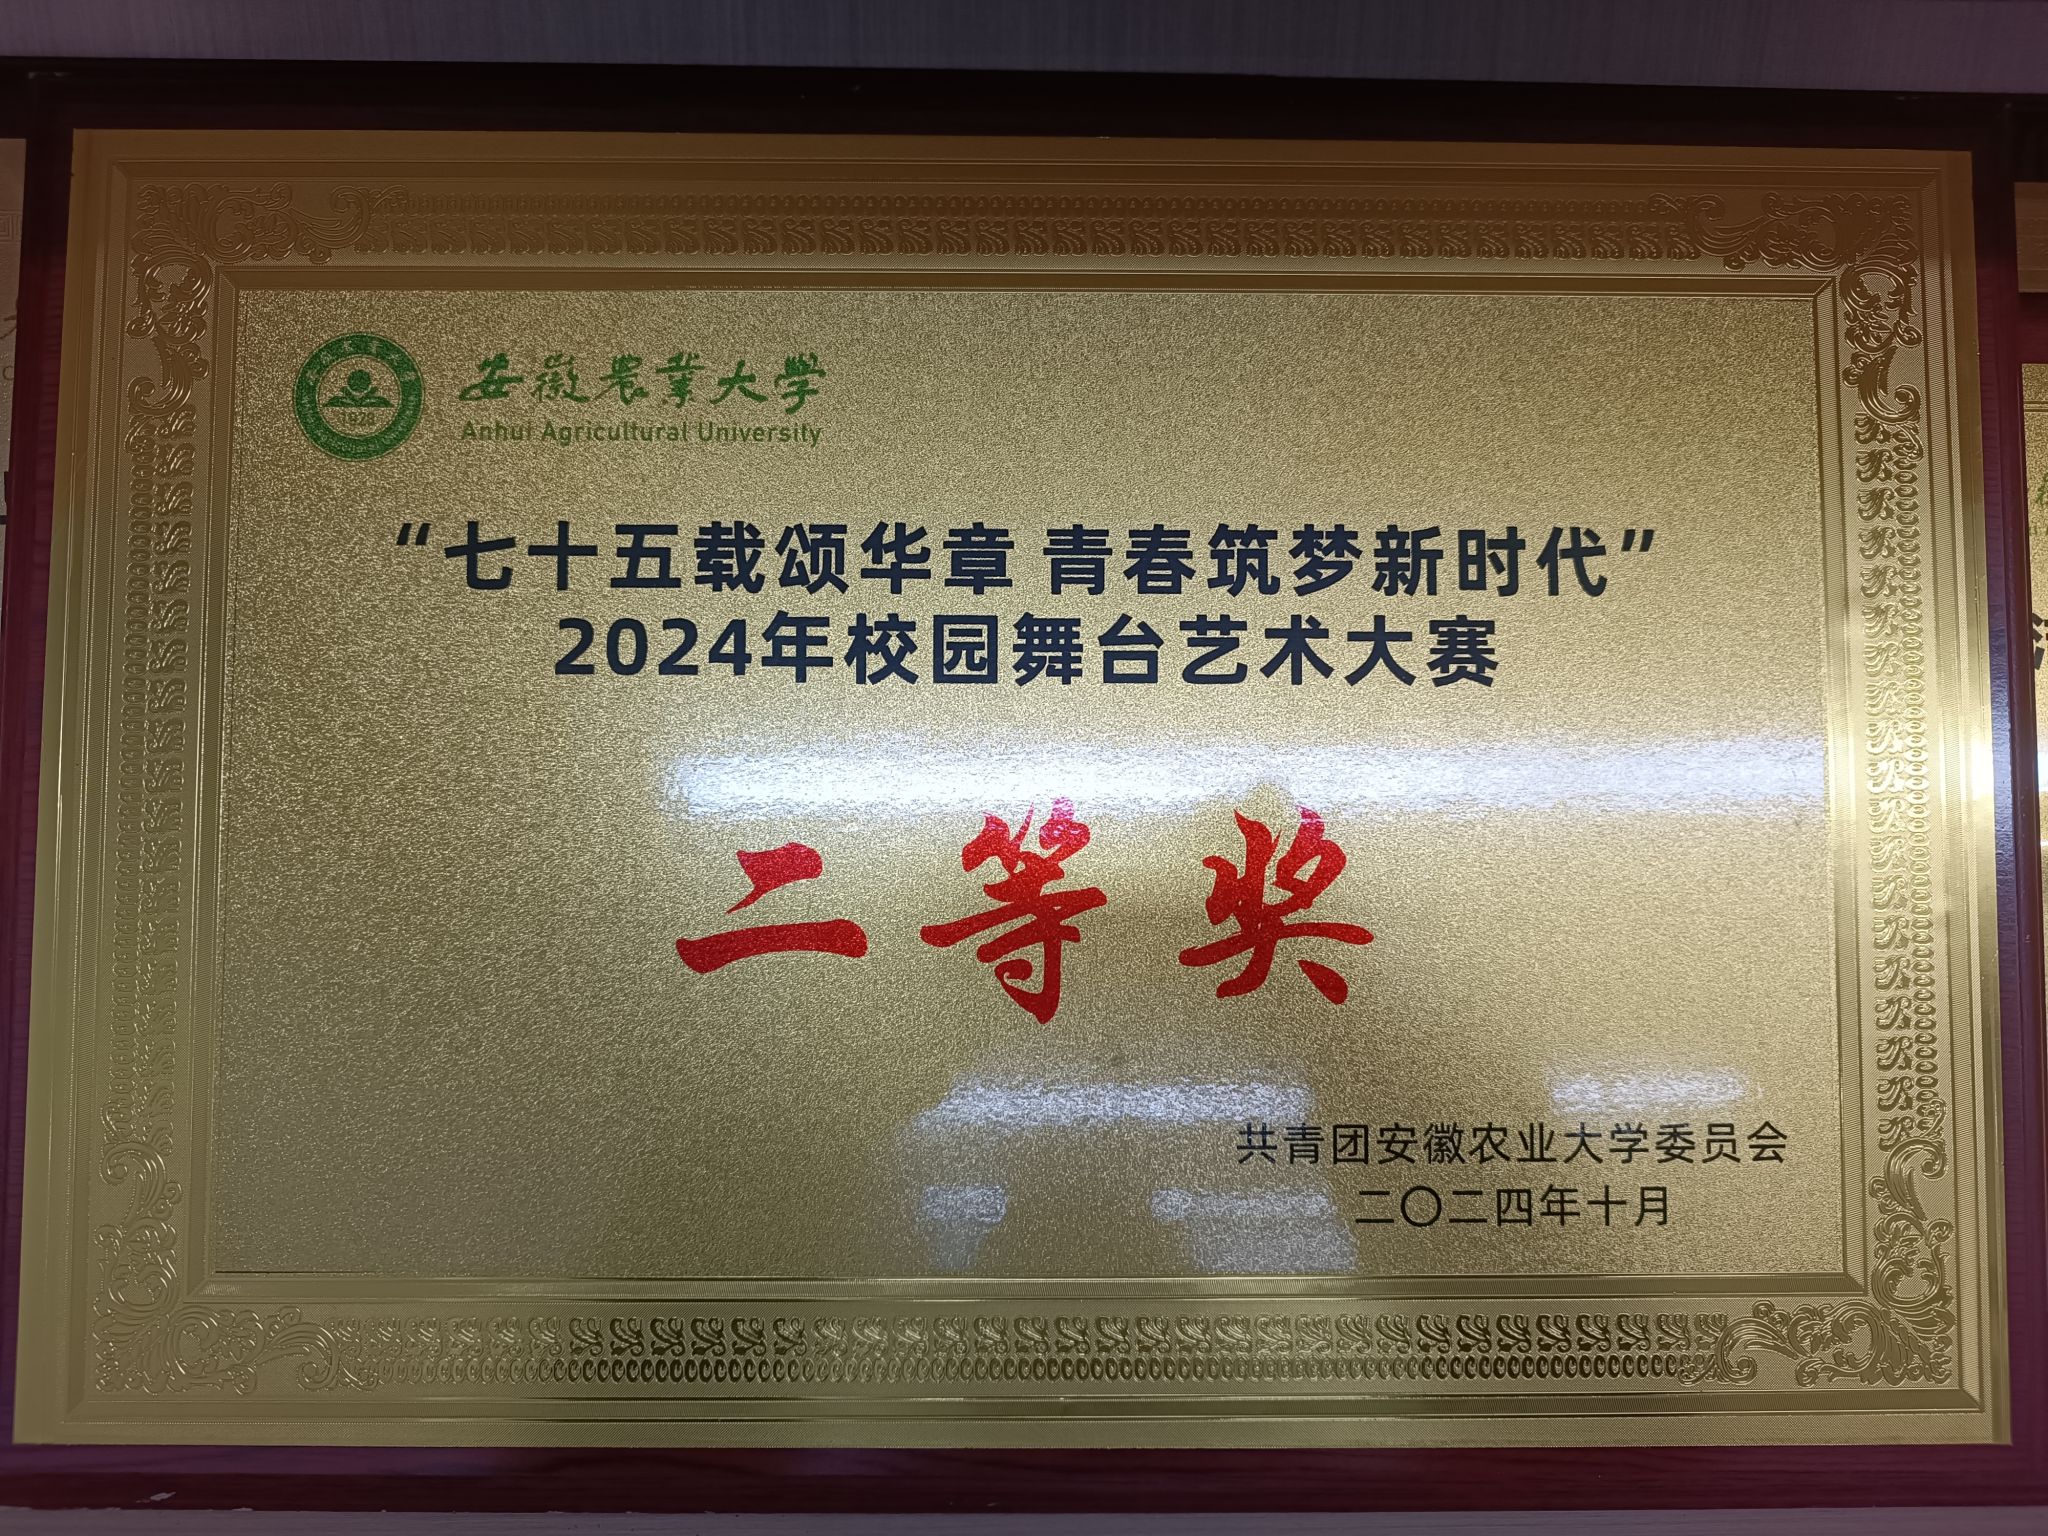 安徽农業大学
Anhui Agricultural University
1928
“七十五载颂华章 青春筑梦新时代”
2024年校园舞台艺术大赛
二等奖
共青团安徽农业大学委员会
二〇二四年十月